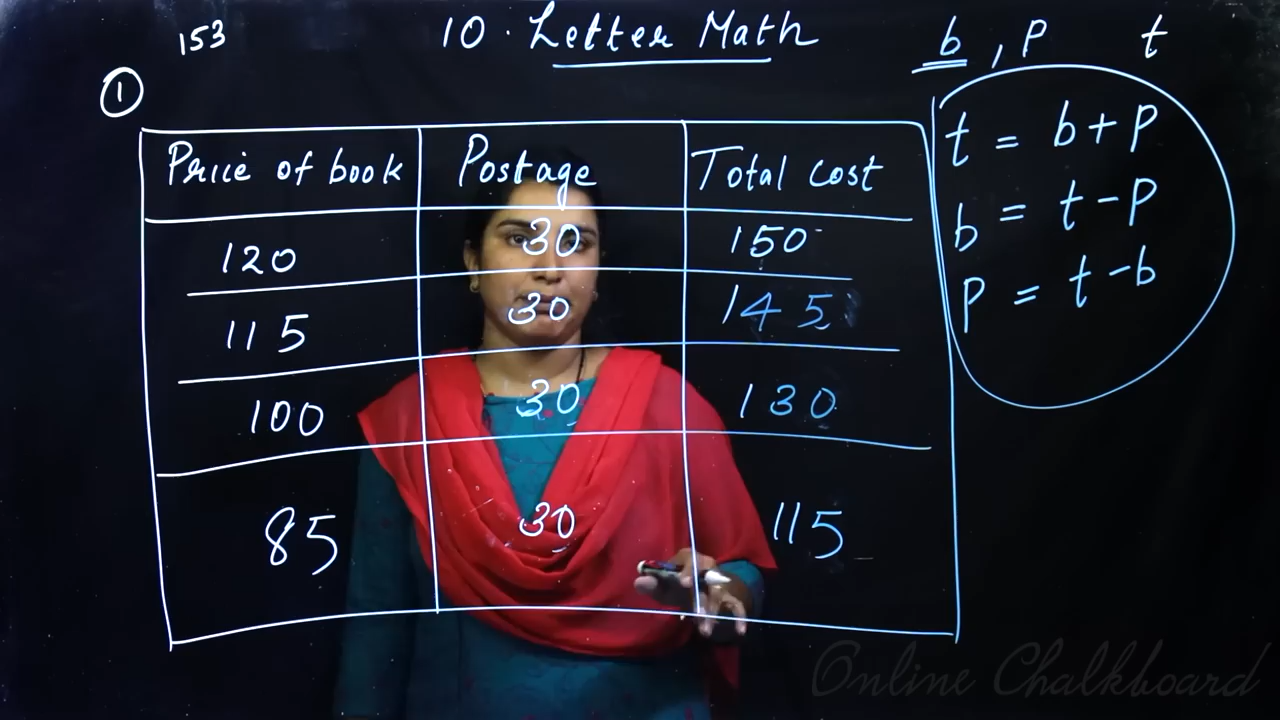 153 10. Letter Math b, p t
1
Price of book Postage Total cost
120 30 150
115 30 145
100 30 130
85 30 115
t = b + p
b = t - p
p = t - b
Online Chalkboard